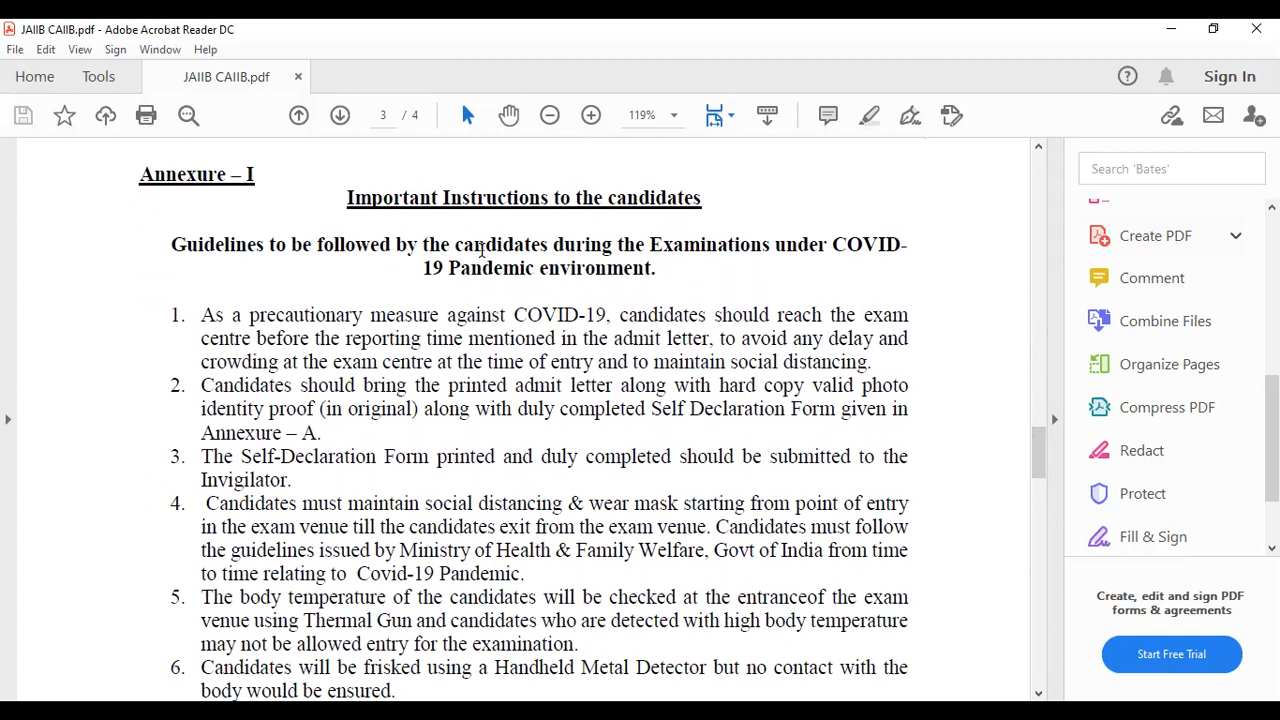 JAIIB CAIIB.pdf - Adobe Acrobat Reader DC
File Edit View Sign Window Help
Home Tools JAIIB CAIIB.pdf × Sign In
3 / 4 119%
Annexure – I
Important Instructions to the candidates
Guidelines to be followed by the candidates during the Examinations under COVID-
19 Pandemic environment.
1. As a precautionary measure against COVID-19, candidates should reach the exam
centre before the reporting time mentioned in the admit letter, to avoid any delay and
crowding at the exam centre at the time of entry and to maintain social distancing.
2. Candidates should bring the printed admit letter along with hard copy valid photo
identity proof (in original) along with duly completed Self Declaration Form given in
Annexure – A.
3. The Self-Declaration Form printed and duly completed should be submitted to the
Invigilator.
4. Candidates must maintain social distancing & wear mask starting from point of entry
in the exam venue till the candidates exit from the exam venue. Candidates must follow
the guidelines issued by Ministry of Health & Family Welfare, Govt of India from time
to time relating to Covid-19 Pandemic.
5. The body temperature of the candidates will be checked at the entranceof the exam
venue using Thermal Gun and candidates who are detected with high body temperature
may not be allowed entry for the examination.
6. Candidates will be frisked using a Handheld Metal Detector but no contact with the
body would be ensured.
Search 'Bates'
Create PDF
Comment
Combine Files
Organize Pages
Compress PDF
Redact
Protect
Fill & Sign
Create, edit and sign PDF
forms & agreements
Start Free Trial